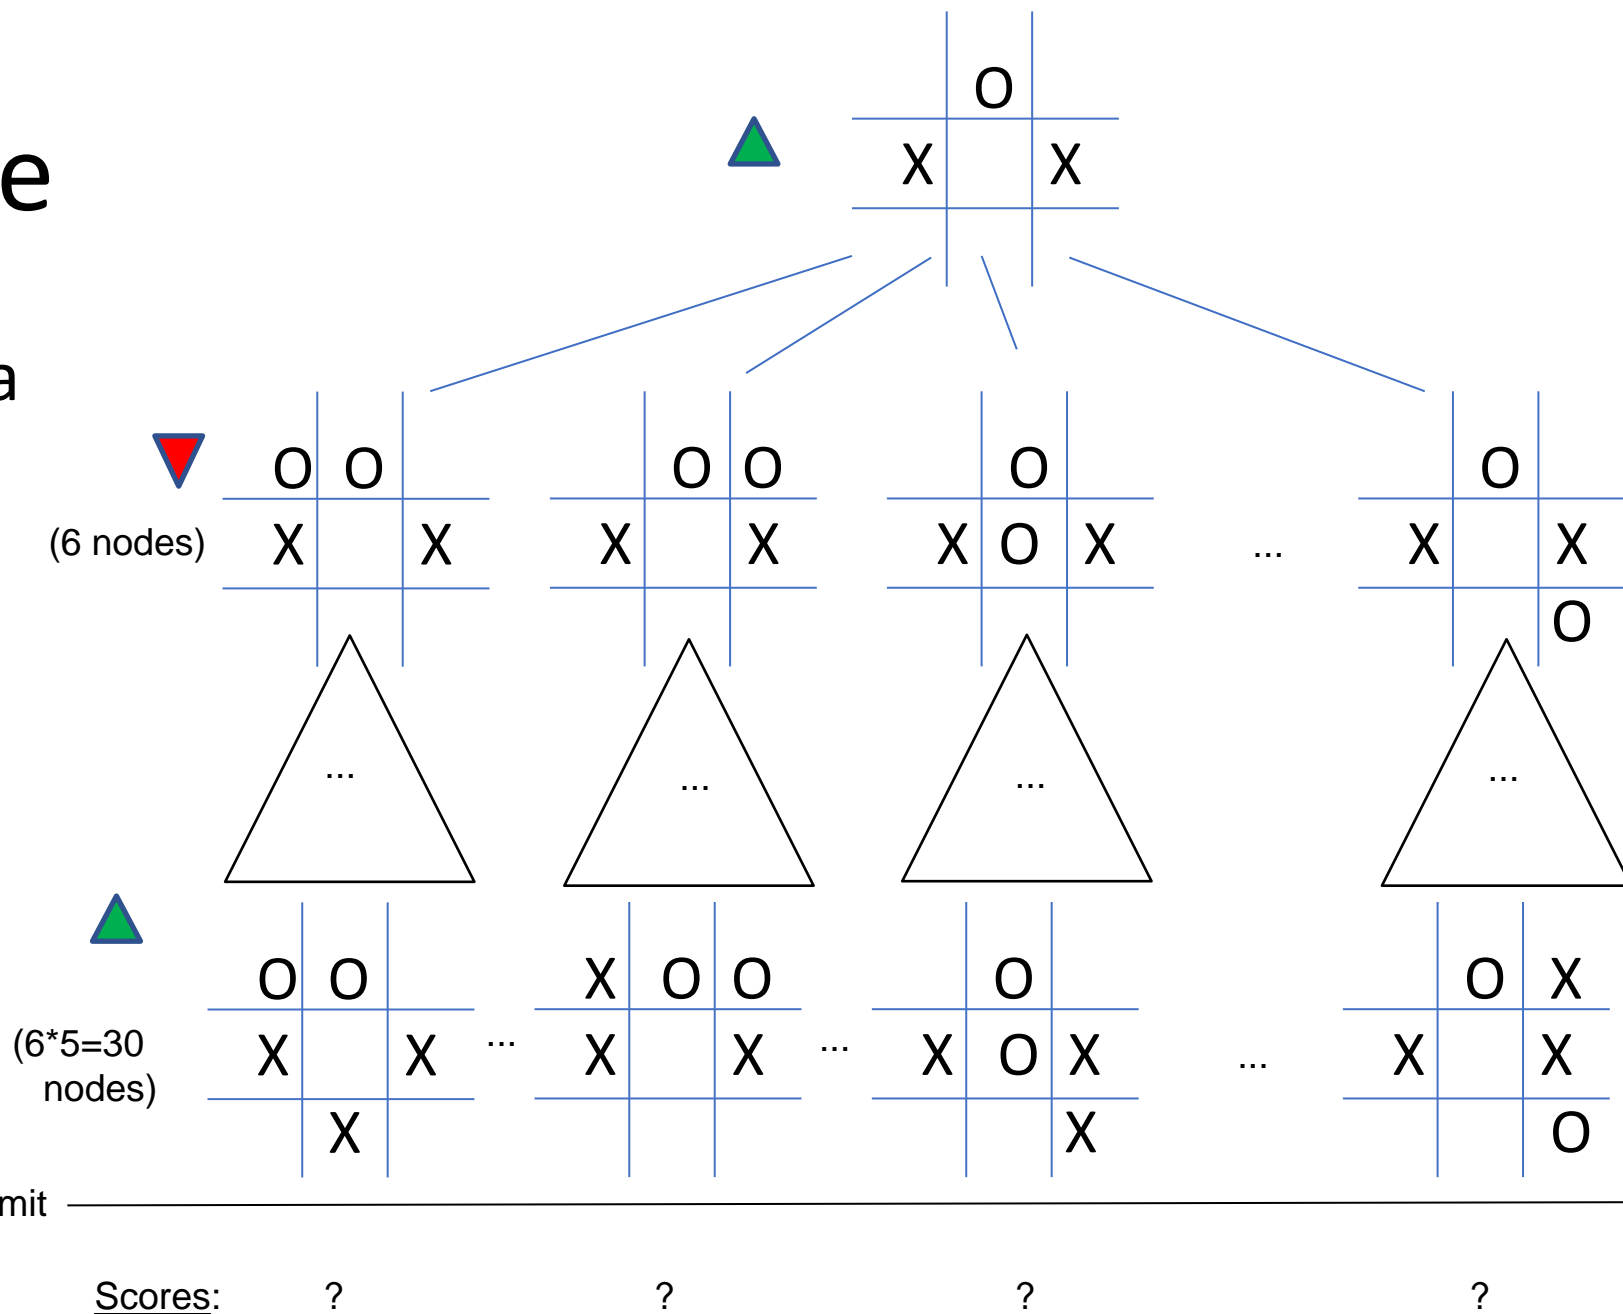 O
X X
e
a
O O
O O
O
O
(6 nodes)
X X
X X
X O X
...
X X
O
...
...
...
...
O O
X O O
O
O X
(6*5=30
nodes)
X X
...
X X
...
X O X
...
X X
X
X
O
mit
Scores: ? ? ? ?